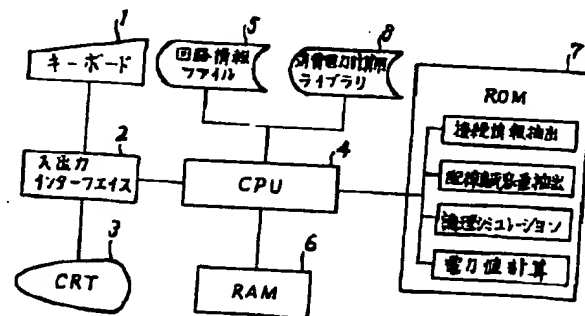 1
キーボード
5
回路情報
ファイル
8
消費電力計算用
ライブラリ
7
ROM
接続情報抽出
配線負荷容量抽出
論理シミュレーション
電力値計算
2
入出力
インターフェイス
4
CPU
3
CRT
6
RAM